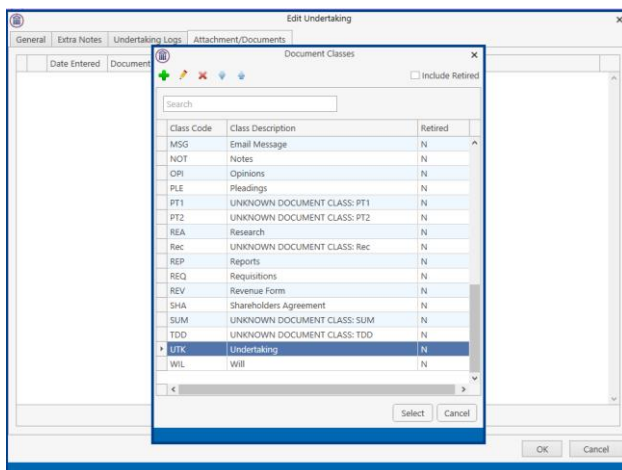 Edit Undertaking
General Extra Notes Undertaking Logs Attachment/Documents
Date Entered Document
Document Classes
Include Retired
Search
Class Code Class Description Retired
MSG Email Message N
NOT Notes N
OPI Opinions N
PLE Pleadings N
PT1 UNKNOWN DOCUMENT CLASS: PT1 N
PT2 UNKNOWN DOCUMENT CLASS: PT2 N
REA Research N
Rec UNKNOWN DOCUMENT CLASS: Rec N
REP Reports N
REQ Requisitions N
REV Revenue Form N
SHA Shareholders Agreement N
SUM UNKNOWN DOCUMENT CLASS: SUM N
TDD UNKNOWN DOCUMENT CLASS: TDD N
UTK Undertaking N
WIL Will N
Select Cancel
OK Cancel